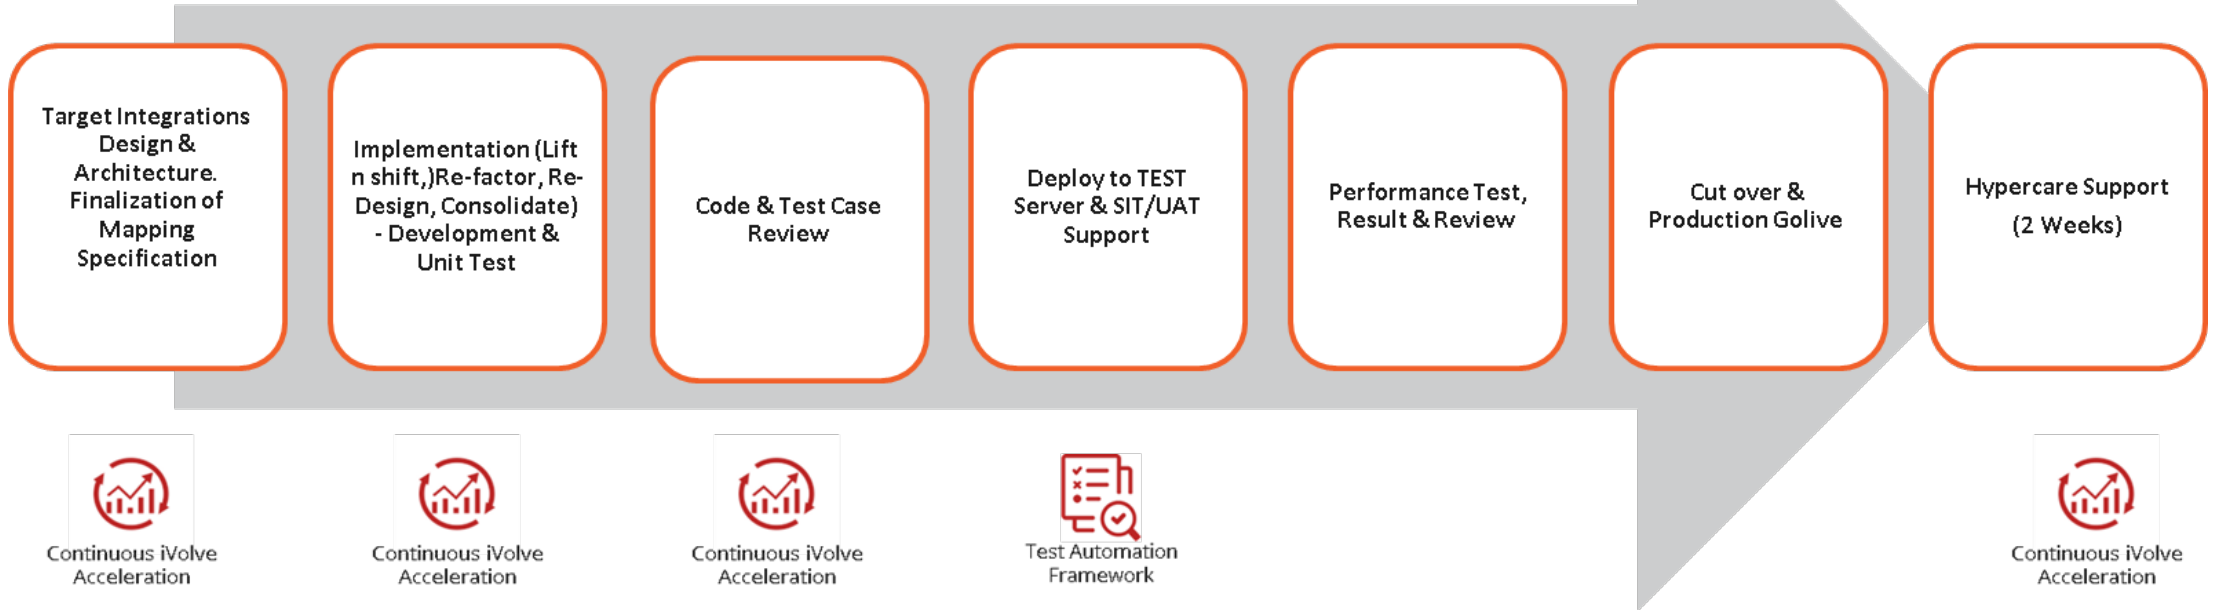 Target Integrations
Design &
Architecture.
Finalization of
Mapping
Specification
Implementation (Lift
n shift,)Re-factor, Re-
Design, Consolidate)
- Development &
Unit Test
Code & Test Case
Review
Deploy to TEST
Server & SIT/UAT
Support
Performance Test,
Result & Review
Cut over &
Production Golive
Hypercare Support
(2 Weeks)
Continuous iVolve
Acceleration
Continuous iVolve
Acceleration
Continuous iVolve
Acceleration
Test Automation
Framework
Continuous iVolve
Acceleration